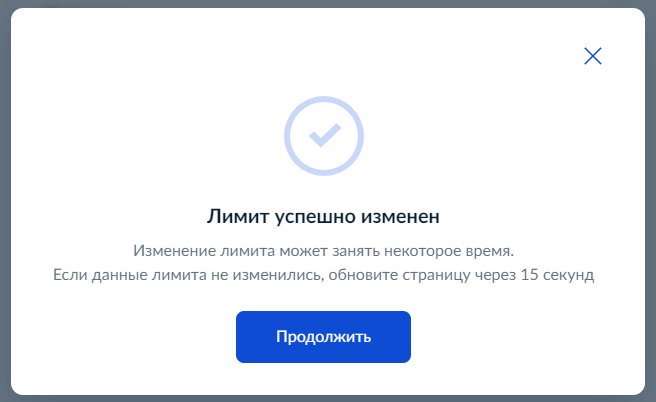 Лимит успешно изменен
Изменение лимита может занять некоторое время.
Если данные лимита не изменились, обновите страницу через 15 секунд
Продолжить